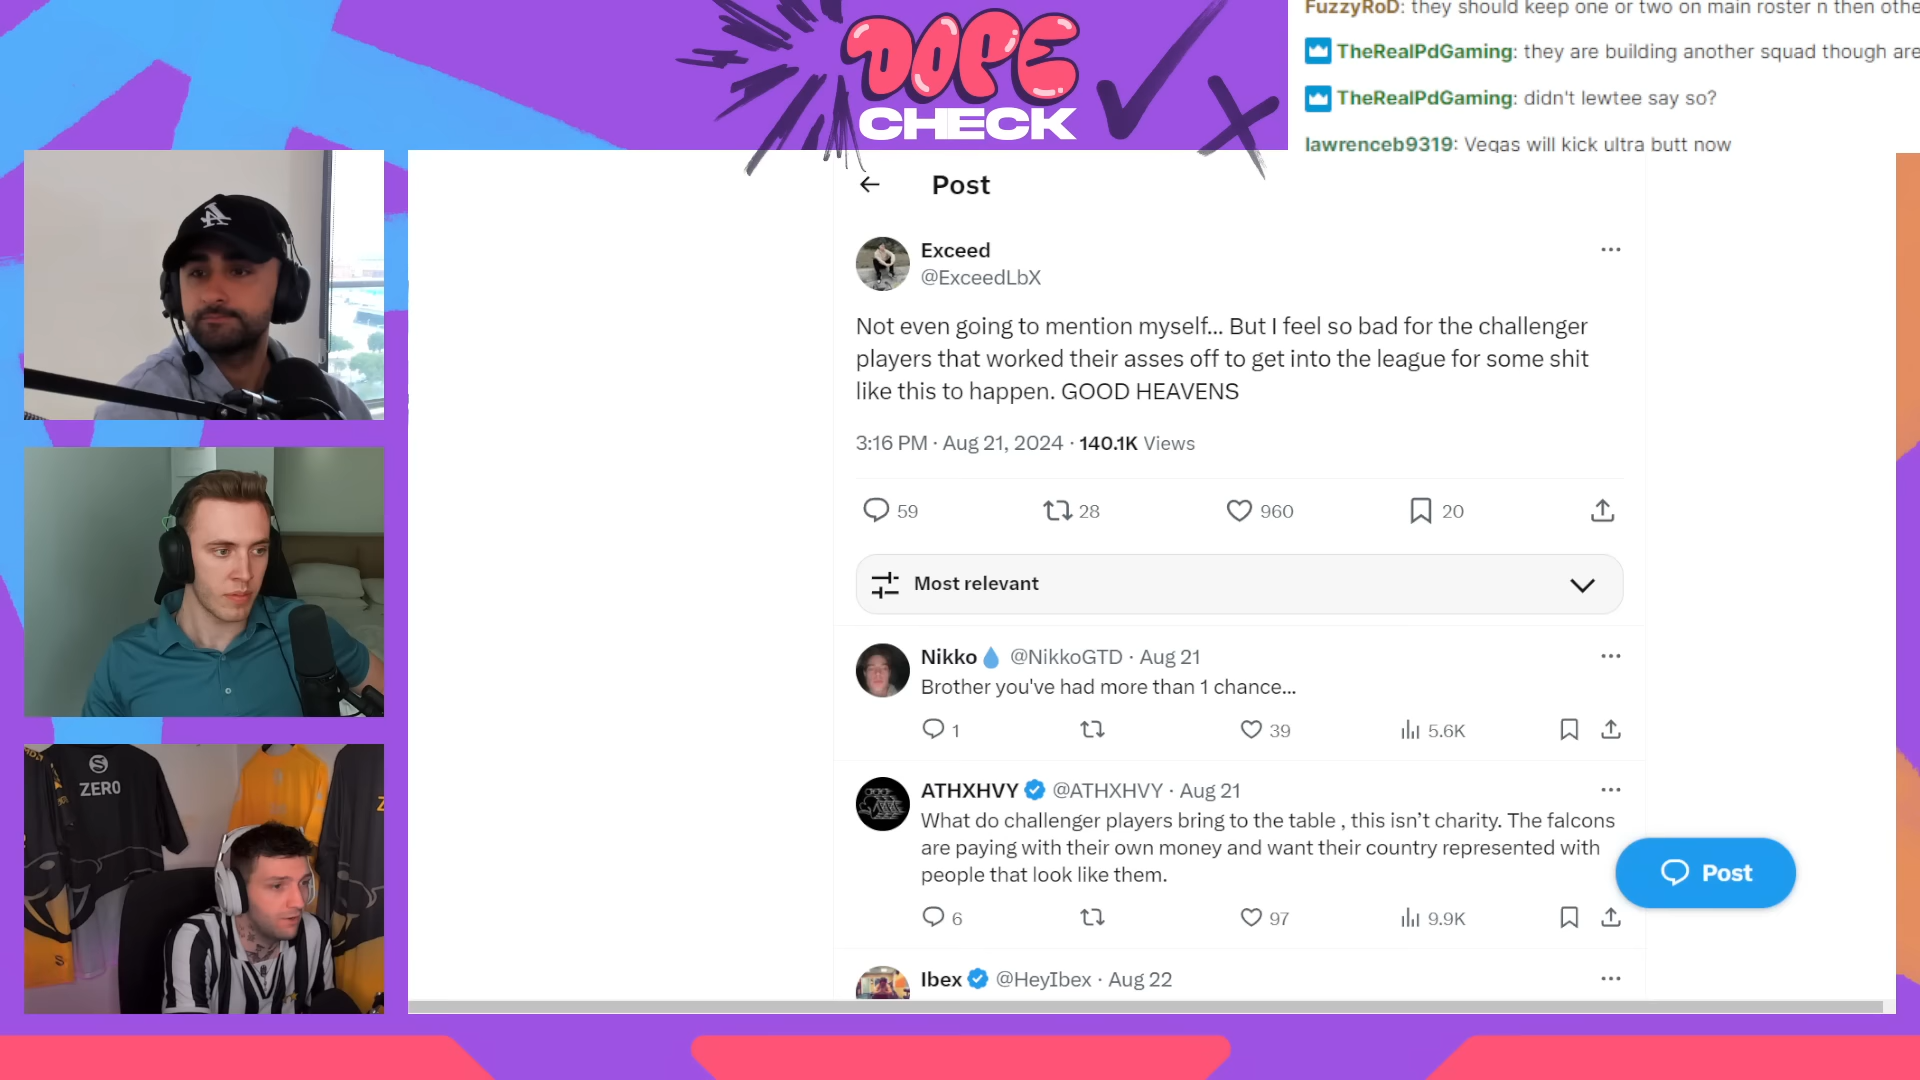 DOPE
CHECK
FuzzyRoD: they should keep one or two on main roster n then othe
TheRealPdGaming: they are building another squad though are
TheRealPdGaming: didn't lewtee say so?
lawrenceb9319: Vegas will kick ultra butt now
Post
Exceed
@ExceedLbX
Not even going to mention myself... But I feel so bad for the challenger
players that worked their asses off to get into the league for some shit
like this to happen. GOOD HEAVENS
3:16 PM · Aug 21, 2024 · 140.1K Views
59 28 960 20
Most relevant
Nikko @NikkoGTD · Aug 21
Brother you've had more than 1 chance...
1 39 5.6K
ATHXHVY @ATHXHVY · Aug 21
What do challenger players bring to the table , this isn’t charity. The falcons
are paying with their own money and want their country represented with
people that look like them.
6 97 9.9K
Post
Ibex @HeyIbex · Aug 22
A
ZERO